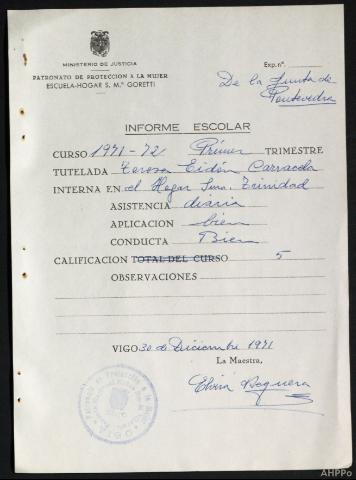 MINISTERIO DE JUSTICIA
PATRONATO DE PROTECCIÓN A LA MUJER
ESCUELA-HOGAR S. M.ª GORETTI
Exp. n.º
De la Junta de
Pontevedra
INFORME ESCOLAR
CURSO 1971-72 Primer TRIMESTRE
TUTELADA Teresa Eidón
INTERNA EN el Hogar Sma. Trinidad
ASISTENCIA diaria
APLICACION bien
CONDUCTA Bien
CALIFICACION TOTAL DEL CURSO 5
OBSERVACIONES
VIGO 30 de Diciembre 1971
La Maestra,
Elvira
AHPPo